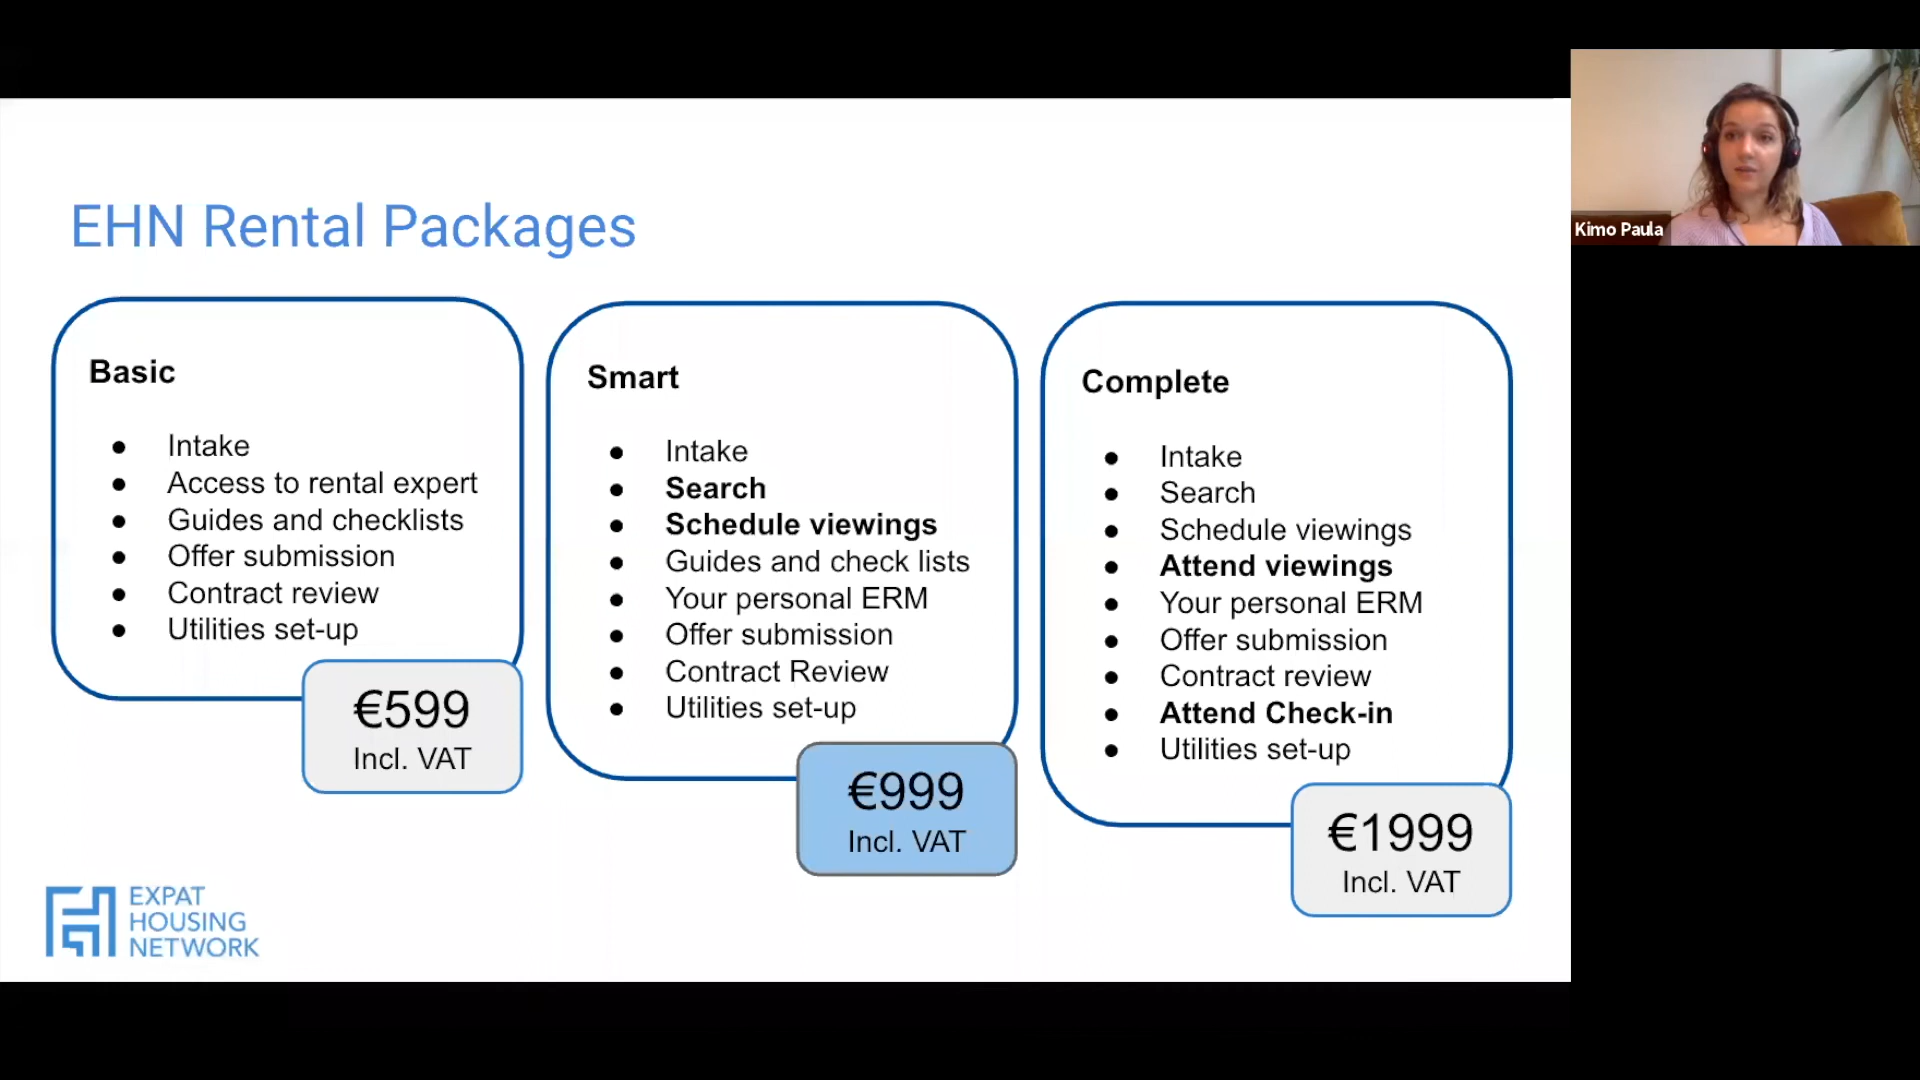 EHN Rental Packages
Basic
● Intake
● Access to rental expert
● Guides and checklists
● Offer submission
● Contract review
● Utilities set-up
€599
Incl. VAT
Smart
● Intake
● Search
● Schedule viewings
● Guides and check lists
● Your personal ERM
● Offer submission
● Contract Review
● Utilities set-up
€999
Incl. VAT
Complete
● Intake
● Search
● Schedule viewings
● Attend viewings
● Your personal ERM
● Offer submission
● Contract review
● Attend Check-in
● Utilities set-up
€1999
Incl. VAT
EXPAT
HOUSING
NETWORK
Kimo Paula